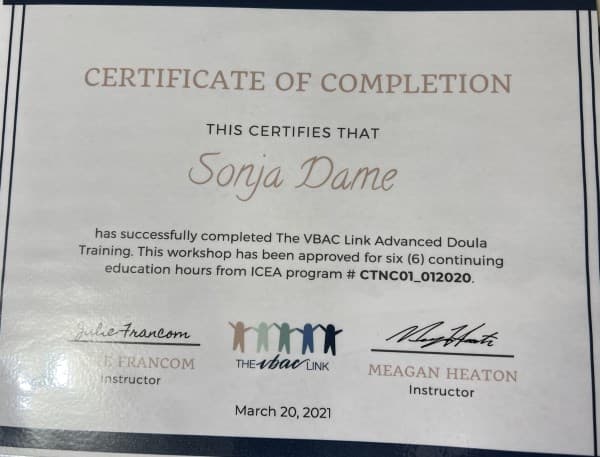 CERTIFICATE OF COMPLETION
THIS CERTIFIES THAT
Sonja Dame
has successfully completed The VBAC Link Advanced Doula
Training. This workshop has been approved for six (6) continuing
education hours from ICEA program # CTNC01_012020.
Julie Francom
FRANCOM
Instructor
THE vbac LINK
MEAGAN HEATON
Instructor
March 20, 2021